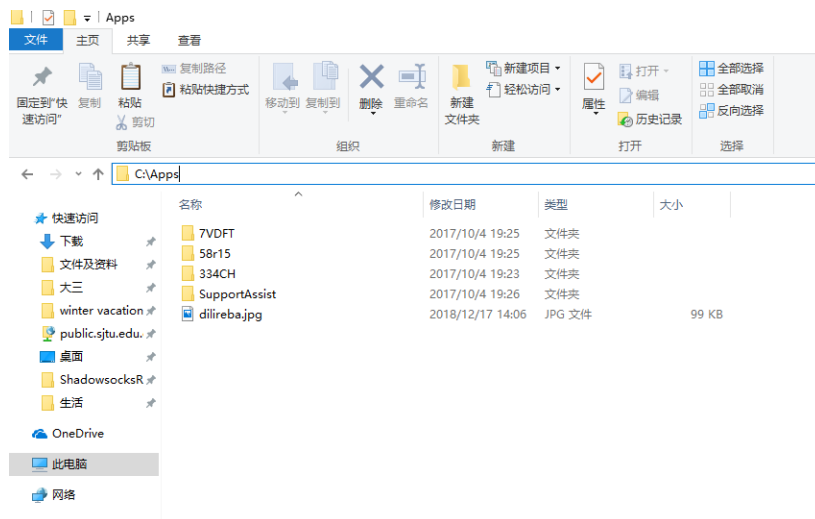 Apps
文件 主页 共享 查看
固定到"快速访问"
复制
粘贴
复制路径
粘贴快捷方式
剪切
剪贴板
移动到 复制到 删除 重命名
组织
新建文件夹
新建项目
轻松访问
新建
属性
打开
编辑
历史记录
打开
全部选择
全部取消
反向选择
选择
C:\Apps
快速访问
下载
文件及资料
大三
winter vacation
public.sjtu.edu.
桌面
ShadowsocksR
生活
OneDrive
此电脑
网络
名称 修改日期 类型 大小
7VDFT 2017/10/4 19:25 文件夹
58r15 2017/10/4 19:25 文件夹
334CH 2017/10/4 19:23 文件夹
SupportAssist 2017/10/4 19:26 文件夹
dilireba.jpg 2018/12/17 14:06 JPG 文件 99 KB